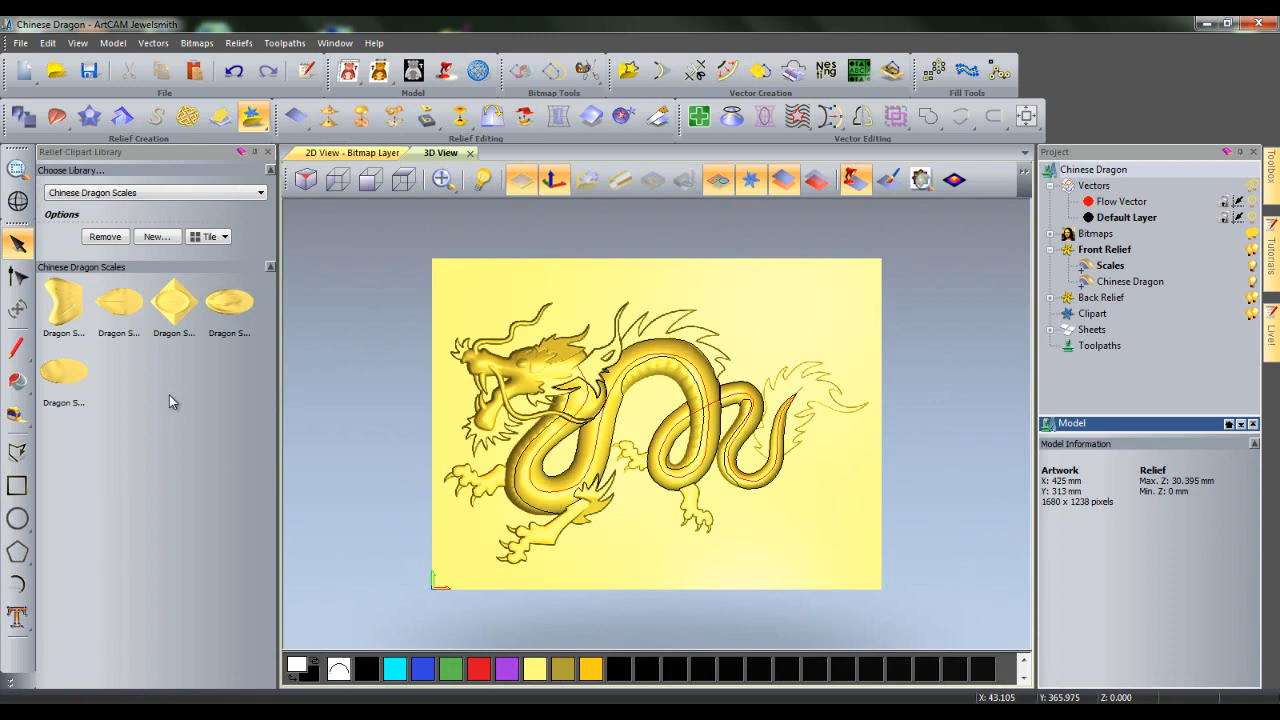 Chinese Dragon - ArtCAM Jewelsmith
File Edit View Model Vectors Bitmaps Reliefs Toolpaths Window Help
File Model Bitmap Tools Vector Creation Fill Tools
Relief Creation Relief Editing Vector Editing
Relief Clipart Library
Choose Library...
Chinese Dragon Scales
Options
Remove New... Tile
Chinese Dragon Scales
Dragon S... Dragon S... Dragon S... Dragon S...
Dragon S...
2D View - Bitmap Layer 3D View
Project
Chinese Dragon
Vectors
Flow Vector
Default Layer
Bitmaps
Front Relief
Scales
Chinese Dragon
Back Relief
Clipart
Sheets
Toolpaths
Toolbox
Tutorials
Live!
Model
Model Information
Artwork Relief
X: 425 mm Max. Z: 30.395 mm
Y: 313 mm Min. Z: 0 mm
1680 x 1238 pixels
X: 43.105 Y: 365.975 Z: 0.000